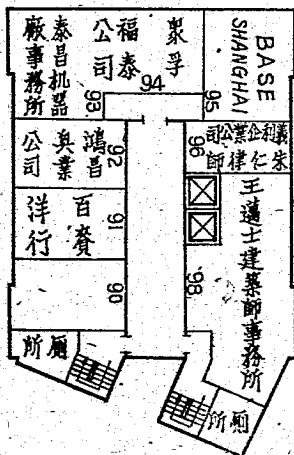 聚孚
福泰
公司
94
泰昌机器
廠事務所
93
BASE
SHANGHAI
95
義利企業公司
朱仁律師
96
鴻昌
興業
公司
92
百賚
洋行
91
90
王邁士建築師事務所
98
廁所
廁所